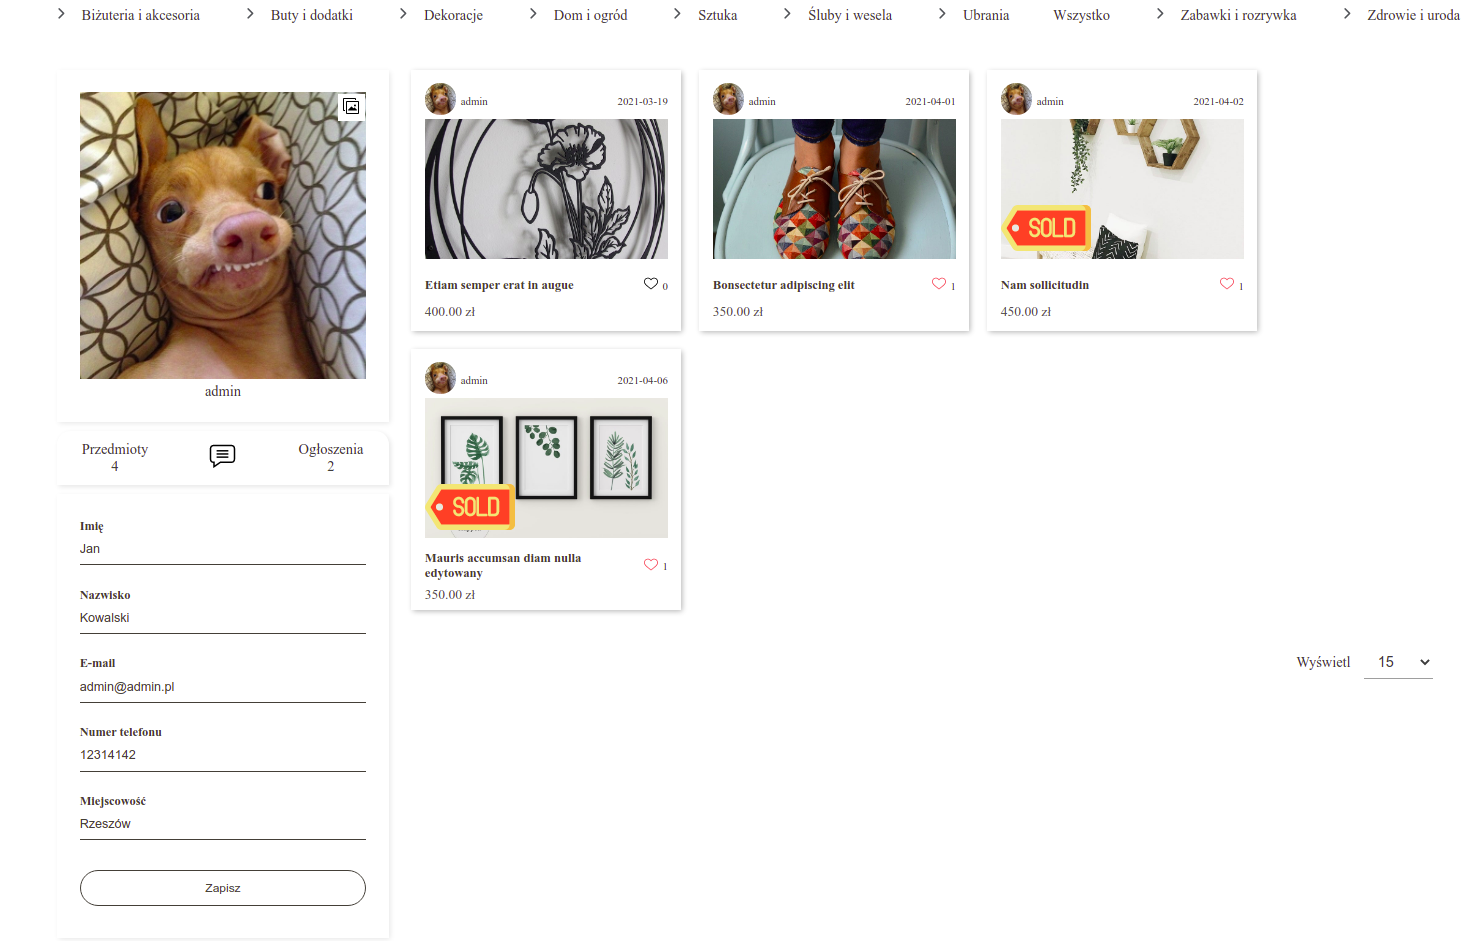 Biżuteria i akcesoria Buty i dodatki Dekoracje Dom i ogród Sztuka Śluby i wesela Ubrania Wszystko Zabawki i rozrywka Zdrowie i uroda
admin
Przedmioty
4
Ogłoszenia
2
Imię
Jan
Nazwisko
Kowalski
E-mail
admin@admin.pl
Numer telefonu
12314142
Miejscowość
Rzeszów
Zapisz
admin 2021-03-19
Etiam semper erat in augue 0
400.00 zł
admin 2021-04-01
Bonsectetur adipiscing elit 1
350.00 zł
admin 2021-04-02
SOLD
Nam sollicitudin 1
450.00 zł
admin 2021-04-06
SOLD
Mauris accumsan diam nulla
edytowany 1
350.00 zł
Wyświetl 15